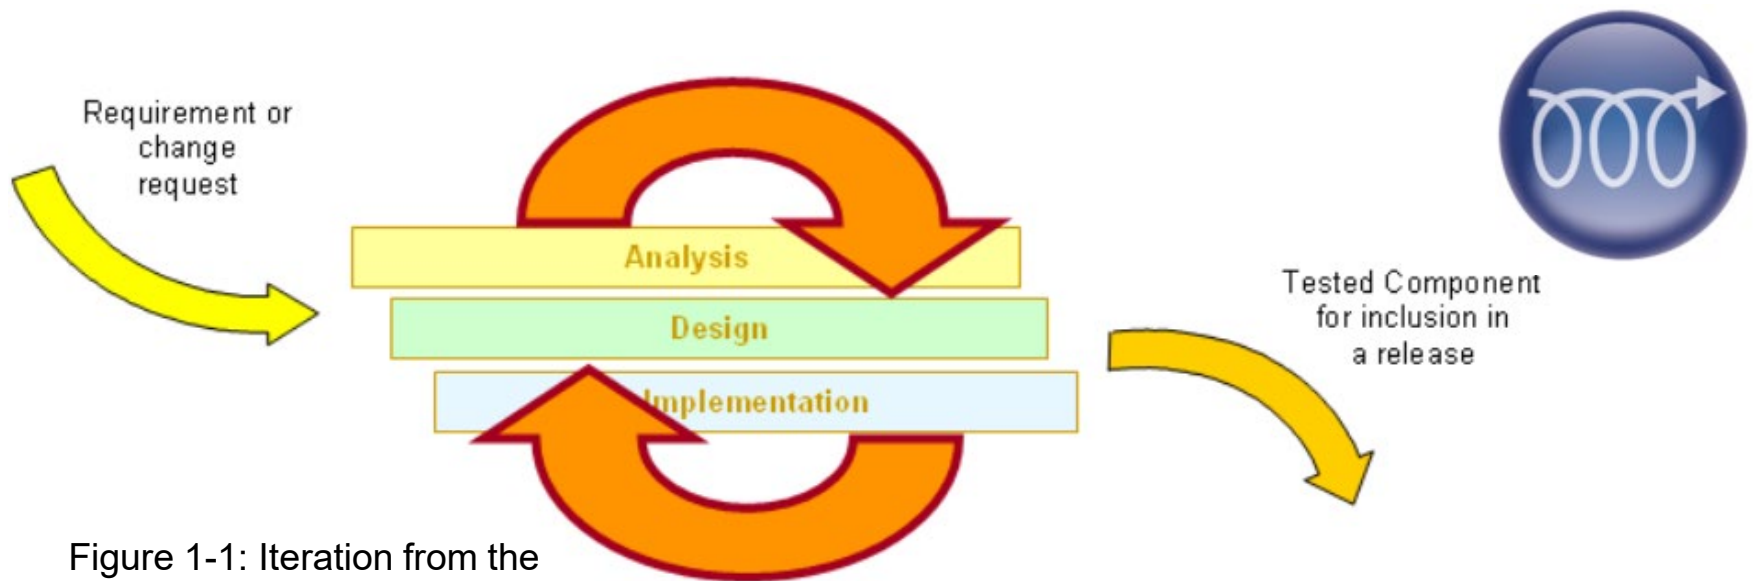 Requirement or
change
request
Analysis
Design
Implementation
Tested Component
for inclusion in
a release
Figure 1-1: Iteration from the